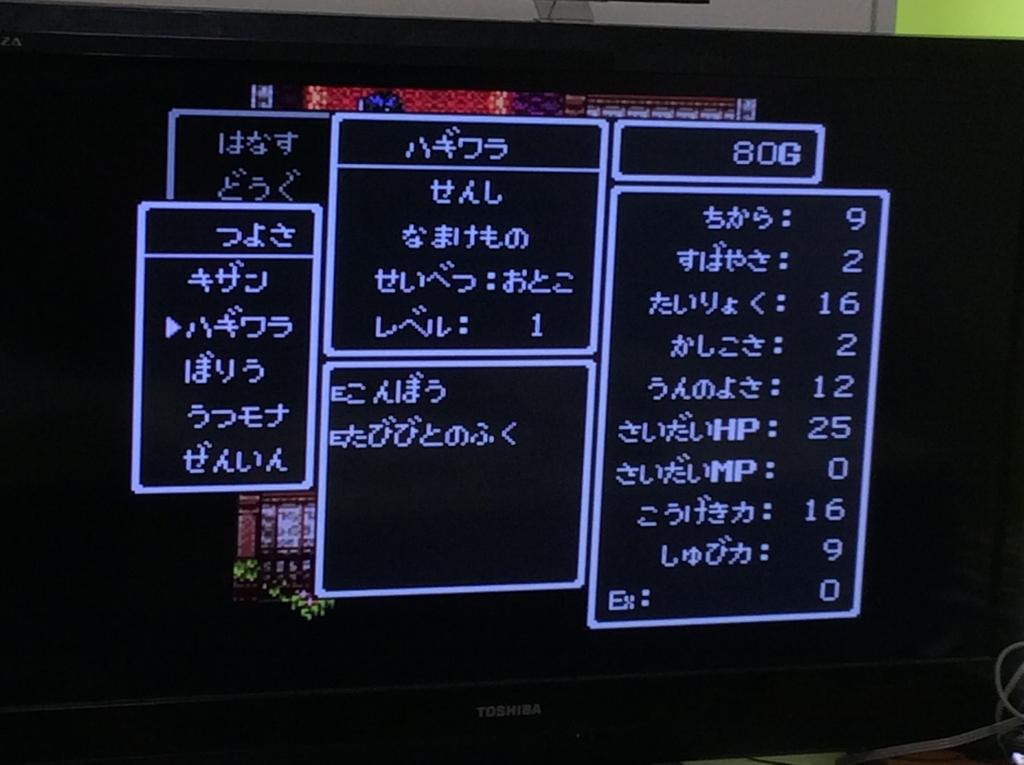 ZA
はなす
どうぐ
つよさ
キザン
▶ハギワラ
ぼりう
うつモナ
ぜんいん
ハギワラ
せんし
なまけもの
せいべつ:おとこ
レベル: 1
Eこんぼう
Eたびびとのふく
80G
ちから: 9
すばやさ: 2
たいりょく: 16
かしこさ: 2
うんのよさ: 12
さいだいHP: 25
さいだいMP: 0
こうげき力: 16
しゅび力: 9
Ex: 0
TOSHIBA